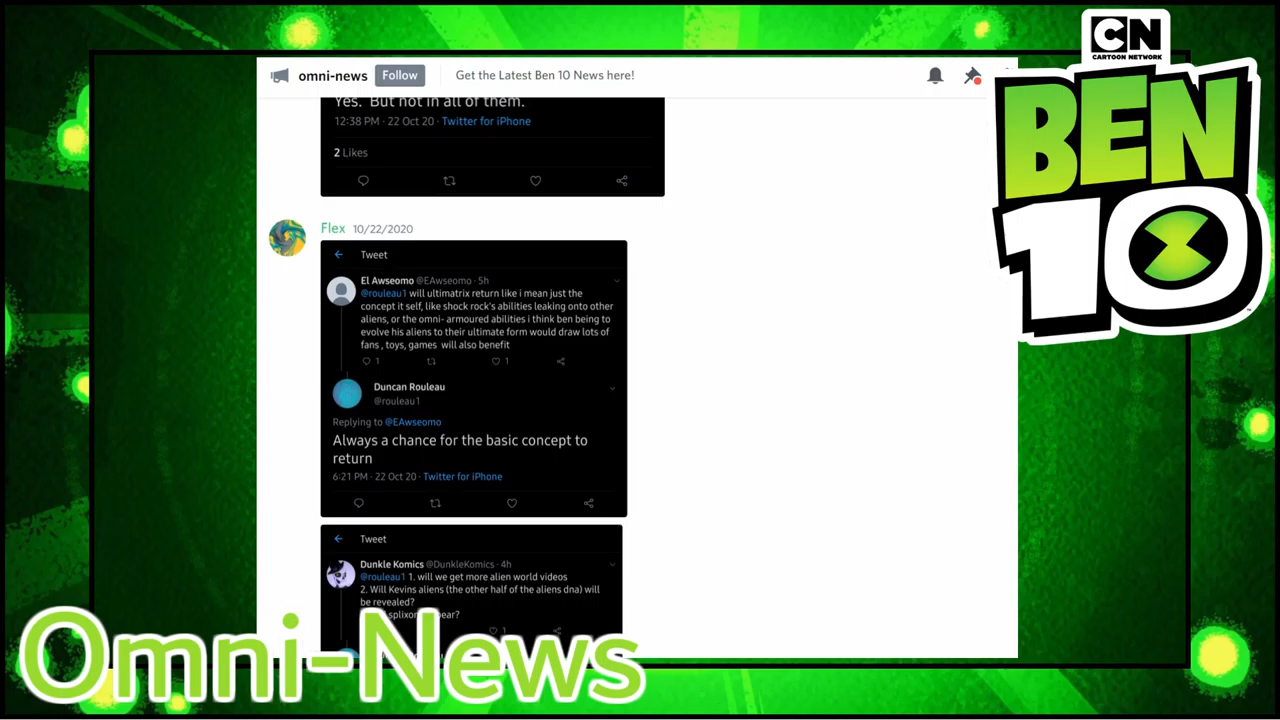 omni-news Follow Get the Latest Ben 10 News here!
CN
CARTOON NETWORK
BEN
10
Yes. But not in all of them.
12:38 PM · 22 Oct 20 · Twitter for iPhone
2 Likes
Flex 10/22/2020
Tweet
El Awseomo @EAwseomo · 5h
@rouleau1 will ultimatrix return like i mean just the
concept it self, like shock rock's abilities leaking onto other
aliens, or the omni- armoured abilities i think ben being to
evolve his aliens to their ultimate form would draw lots of
fans , toys, games will also benefit
1 1
Duncan Rouleau
@rouleau1
Replying to @EAwseomo
Always a chance for the basic concept to
return
6:21 PM · 22 Oct 20 · Twitter for iPhone
Tweet
Dunkle Komics @DunkleKomics · 4h
@rouleau1 1. will we get more alien world videos
2. Will Kevins aliens (the other half of the aliens dna) will
be revealed?
splixon
Omni-News